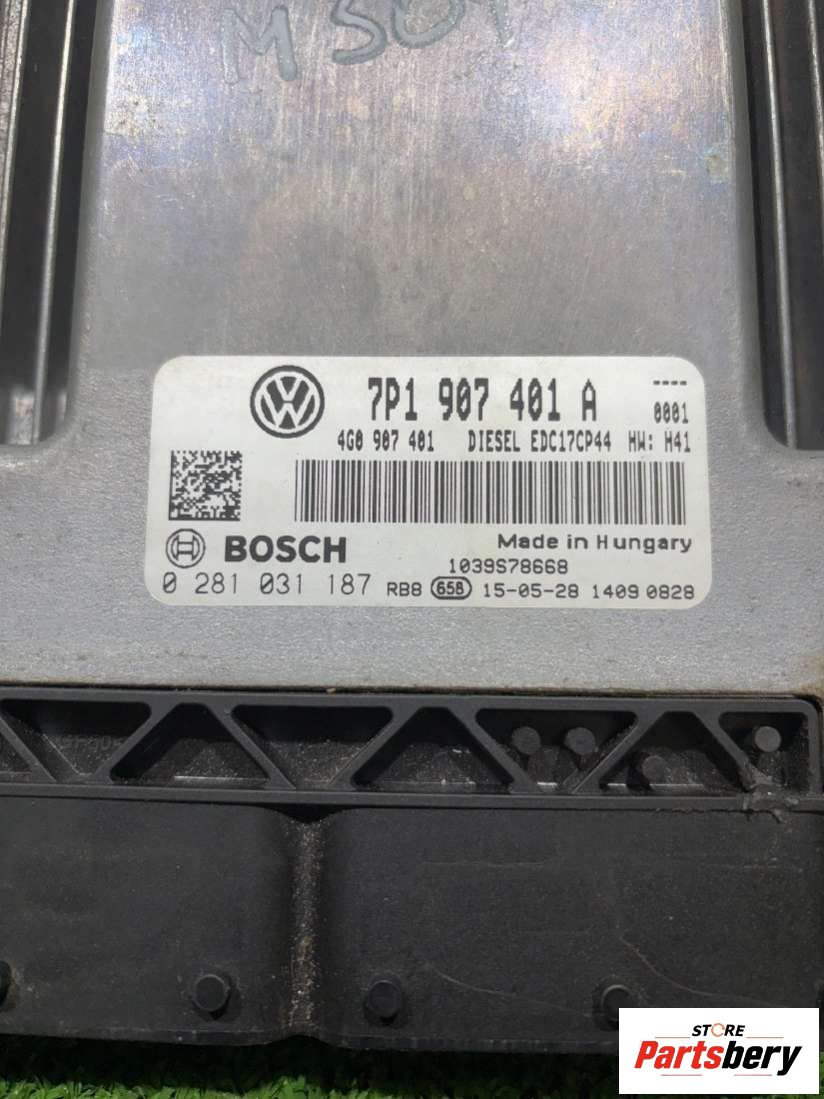 7P1 907 401 A
----
0001
4G0 907 401 DIESEL EDC17CP44 HW: H41
BOSCH
Made in Hungary
1039S78668
0 281 031 187 RB8 658 15-05-28 1409 0828
STORE
Partsbery